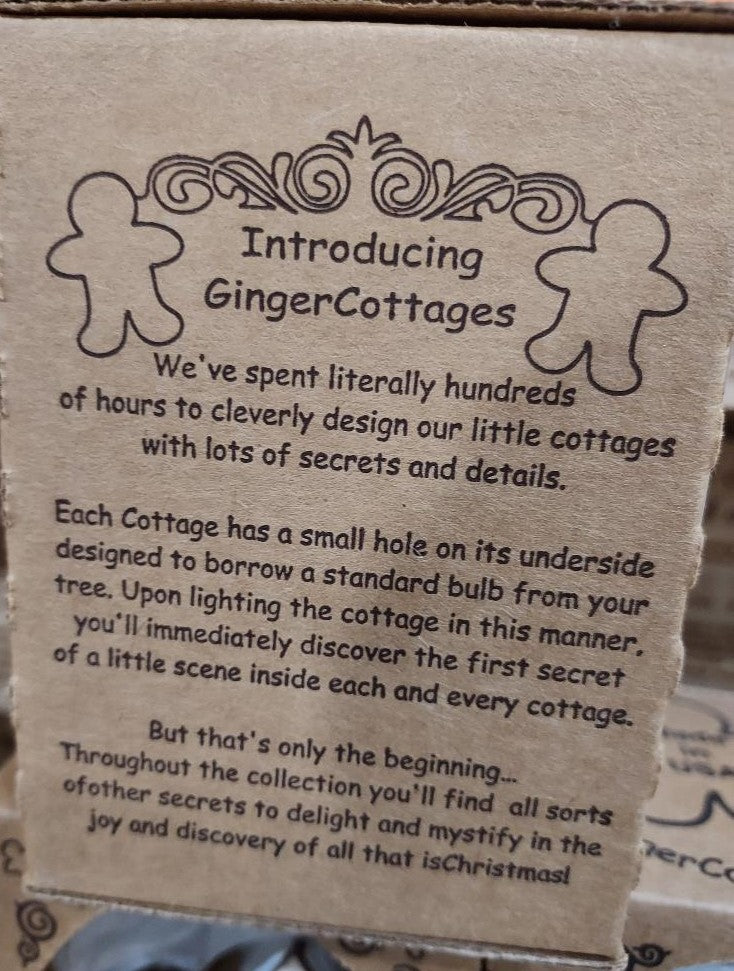 Introducing
GingerCottages
We've spent literally hundreds
of hours to cleverly design our little cottages
with lots of secrets and details.
Each Cottage has a small hole on its underside
designed to borrow a standard bulb from your
tree. Upon lighting the cottage in this manner,
you'll immediately discover the first secret
of a little scene inside each and every cottage.
But that's only the beginning...
Throughout the collection you'll find all sorts
ofother secrets to delight and mystify in the
joy and discovery of all that isChristmas!